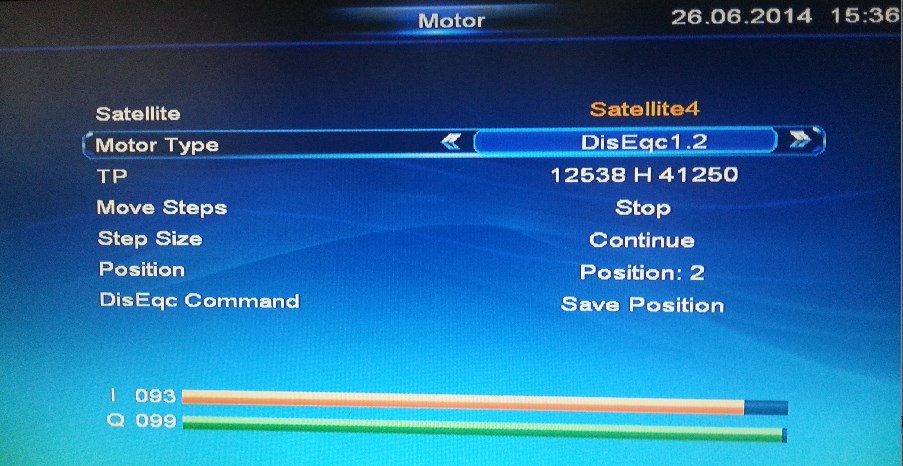 Motor 26.06.2014 15:36
Satellite Satellite4
Motor Type DisEqc1.2
TP 12538 H 41250
Move Steps Stop
Step Size Continue
Position Position: 2
DisEqc Command Save Position
I 093
Q 099